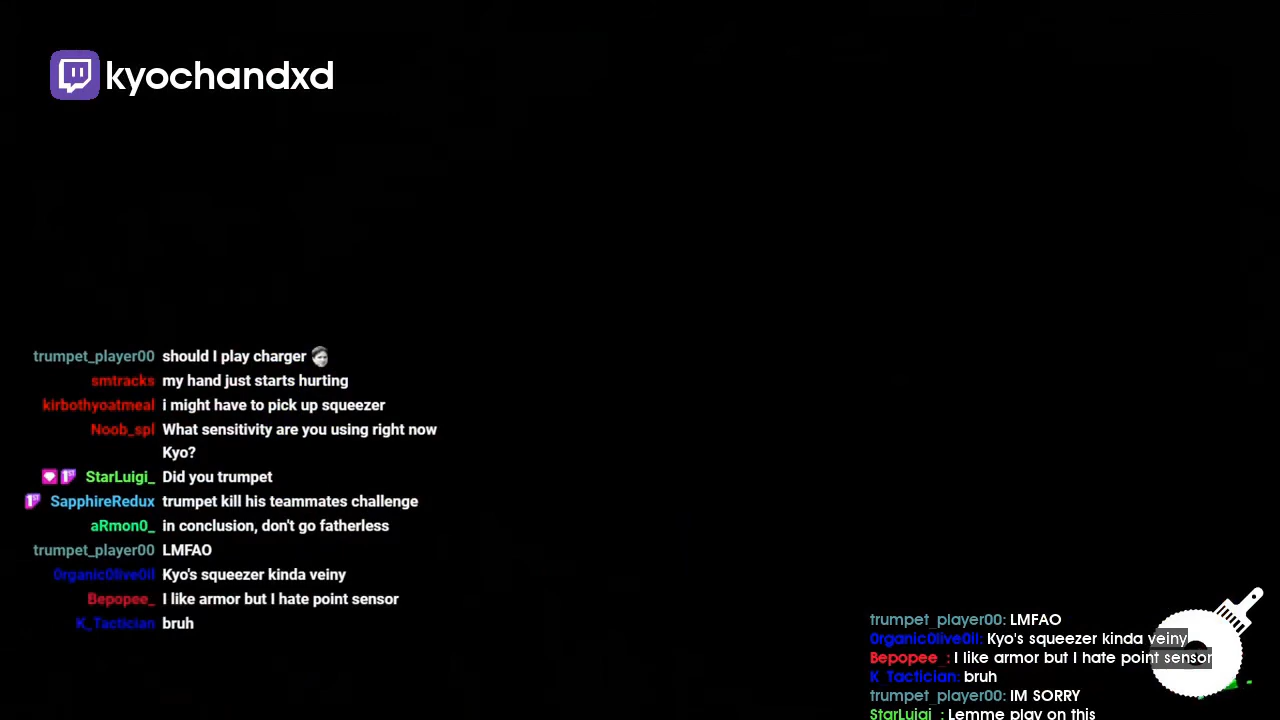 kyochandxd
trumpet_player00 should I play charger
smtracks my hand just starts hurting
kirbothyoatmeal i might have to pick up squeezer
Noob_spl What sensitivity are you using right now
Kyo?
StarLuigi_ Did you trumpet
SapphireRedux trumpet kill his teammates challenge
aRmon0_ in conclusion, don't go fatherless
trumpet_player00 LMFAO
0rganic0live0il Kyo's squeezer kinda veiny
Bepopee_ I like armor but I hate point sensor
K_Tactician bruh
trumpet_player00: LMFAO
0rganic0live0il: Kyo's squeezer kinda veiny
Bepopee_: I like armor but I hate point sensor
K_Tactician: bruh
trumpet_player00: IM SORRY
StarLuigi_: Lemme play on this